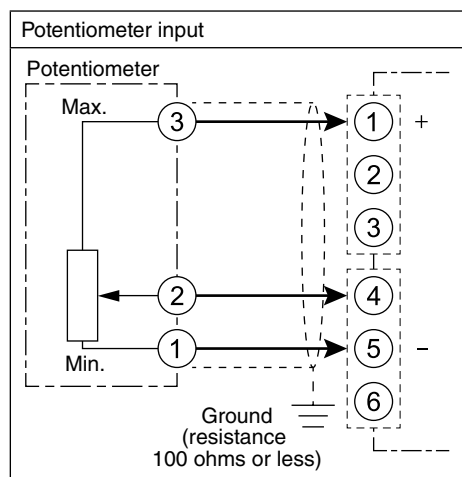 Potentiometer input
Potentiometer
Max.
3
1
+
2
3
2
4
1
5
−
Min.
6
Ground
(resistance
100 ohms or less)